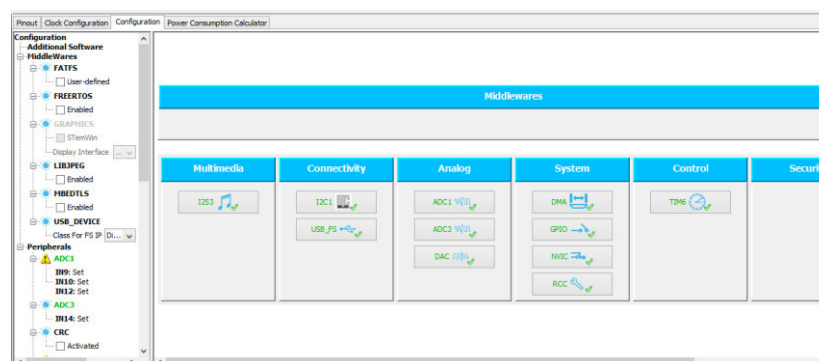 Pinout Clock Configuration Configuration Power Consumption Calculator
Configuration
Additional Software
MiddleWares
FATFS
User-defined
FREERTOS
Enabled
GRAPHICS
STemWin
Display Interface ..
LIBJPEG
Enabled
MBEDTLS
Enabled
USB_DEVICE
Class For FS IP Di...
Peripherals
ADC1
IN9: Set
IN10: Set
IN12: Set
ADC3
IN14: Set
CRC
Activated
Middlewares
Multimedia Connectivity Analog System Control Securi
I2S3 I2C1 ADC1 DMA TIM6
USB_FS ADC3 GPIO
DAC NVIC
RCC